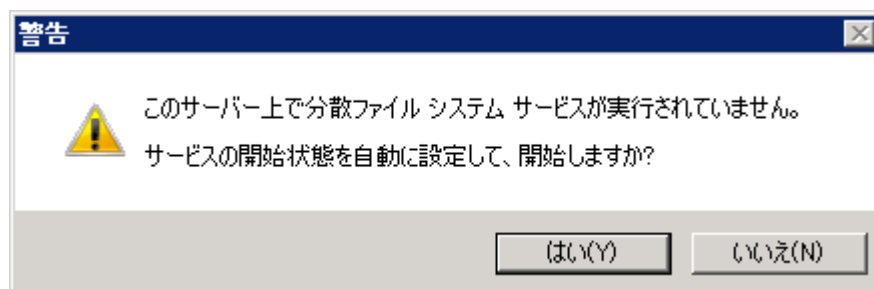 警告
このサーバー上で分散ファイル システム サービスが実行されていません。
サービスの開始状態を自動に設定して、開始しますか?
はい(Y) いいえ(N)